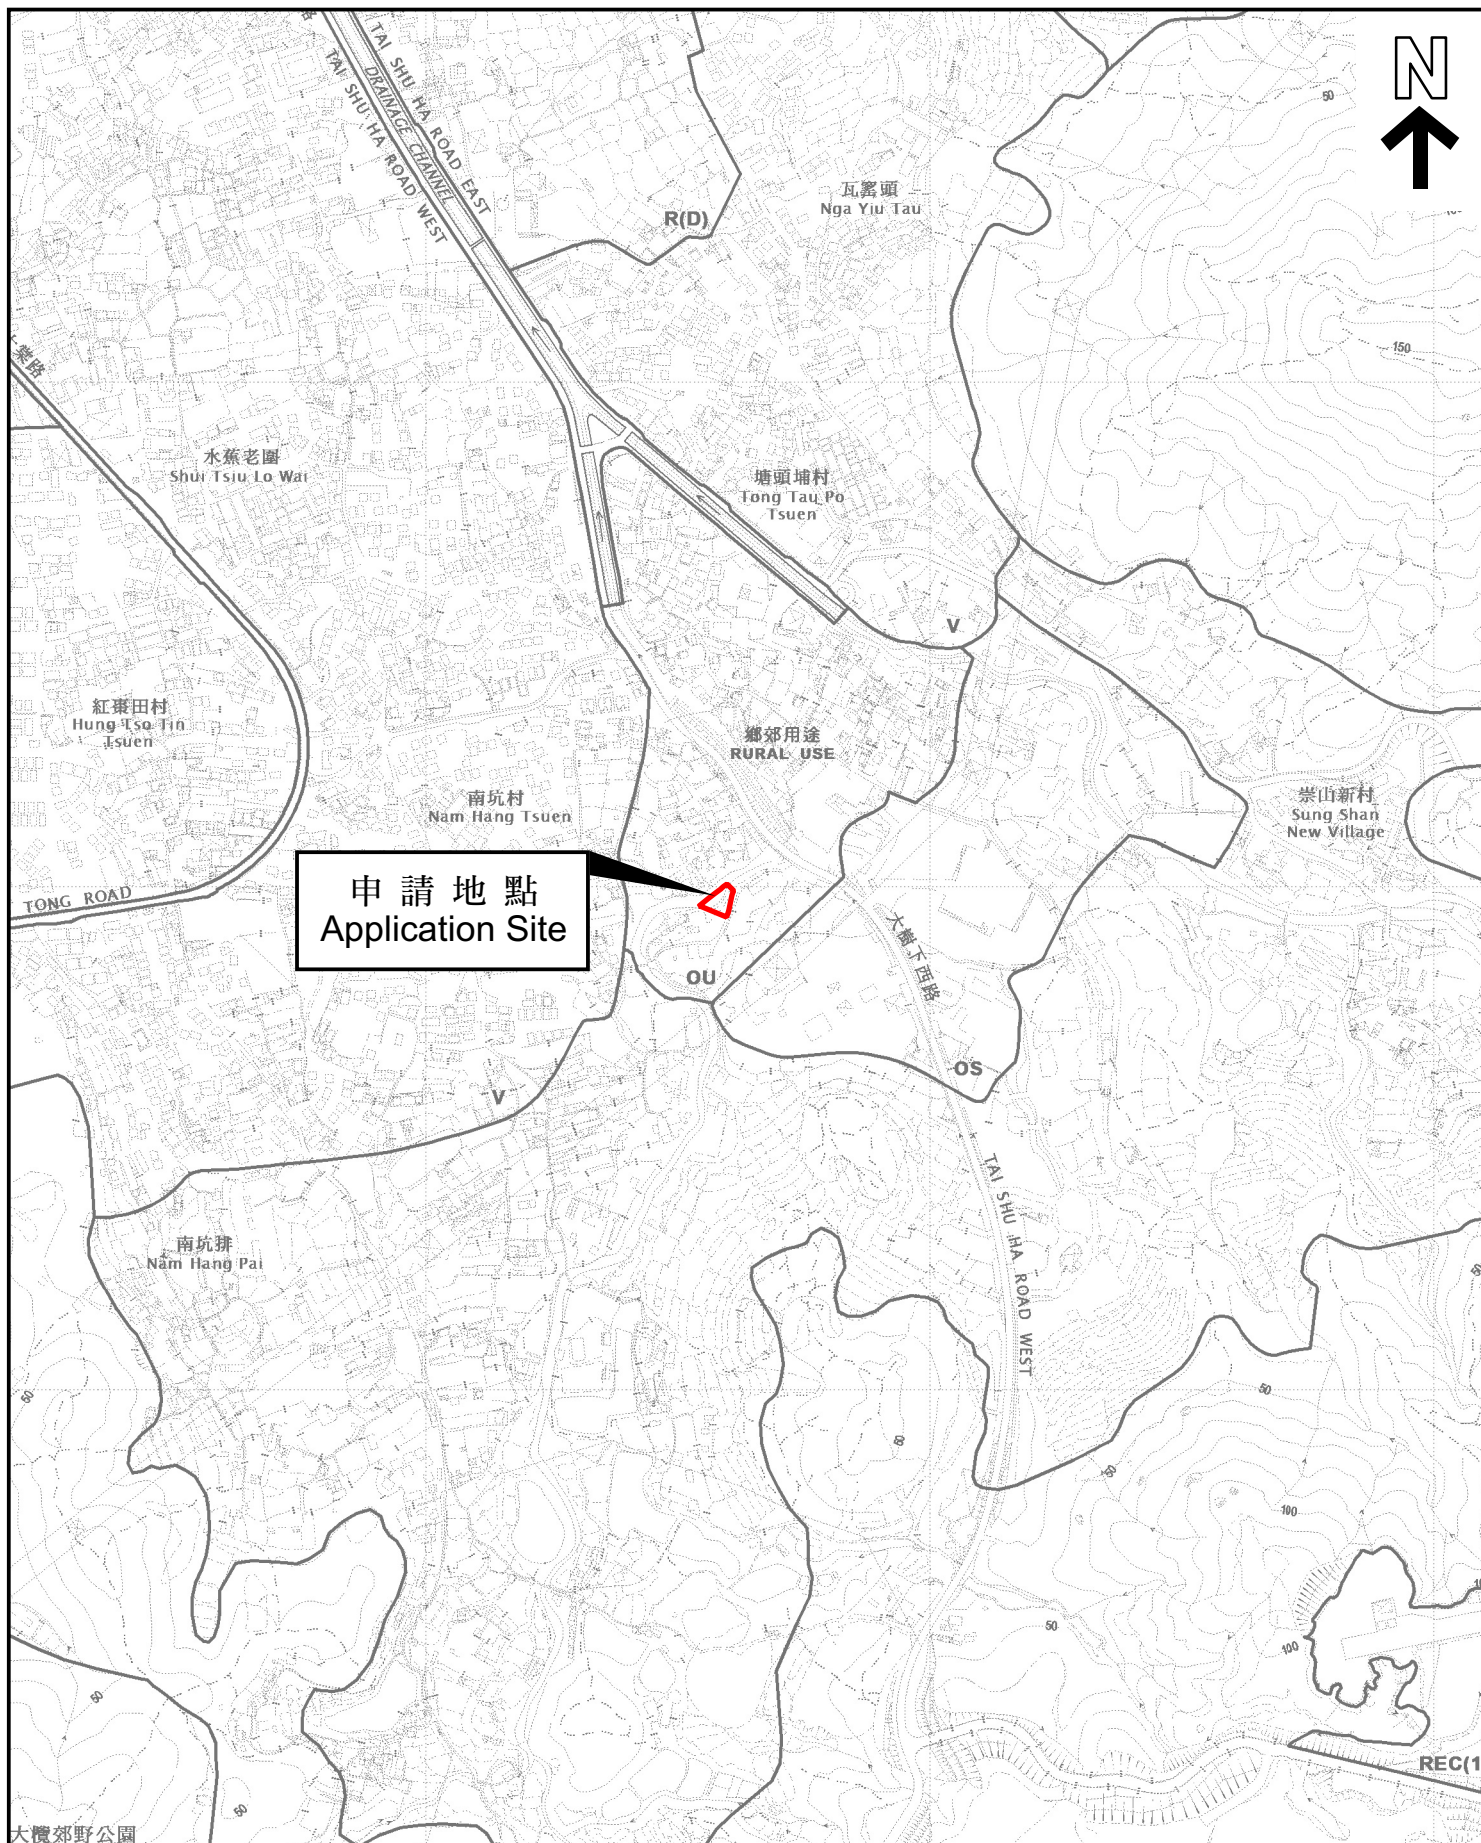 N
TAI SHU HA ROAD EAST
DRAINAGE CHANNEL
TAI SHU HA ROAD WEST
50
瓦窰頭
Nga Yiu Tau
R(D)
150
水蕉老圍
Shui Tsiu Lo Wai
塘頭埔村
Tong Tau Po
Tsuen
V
紅棗田村
Hung Tso Tin
Tsuen
鄉郊用途
RURAL USE
南坑村
Nam Hang Tsuen
崇山新村
Sung Shan
New Village
申請地點
Application Site
TONG ROAD
大樹下西路
OU
OS
V
TAI SHU HA ROAD WEST
南坑排
Nam Hang Pai
50
50
50
100
50
100
50
50
REC(1
大欖郊野公園